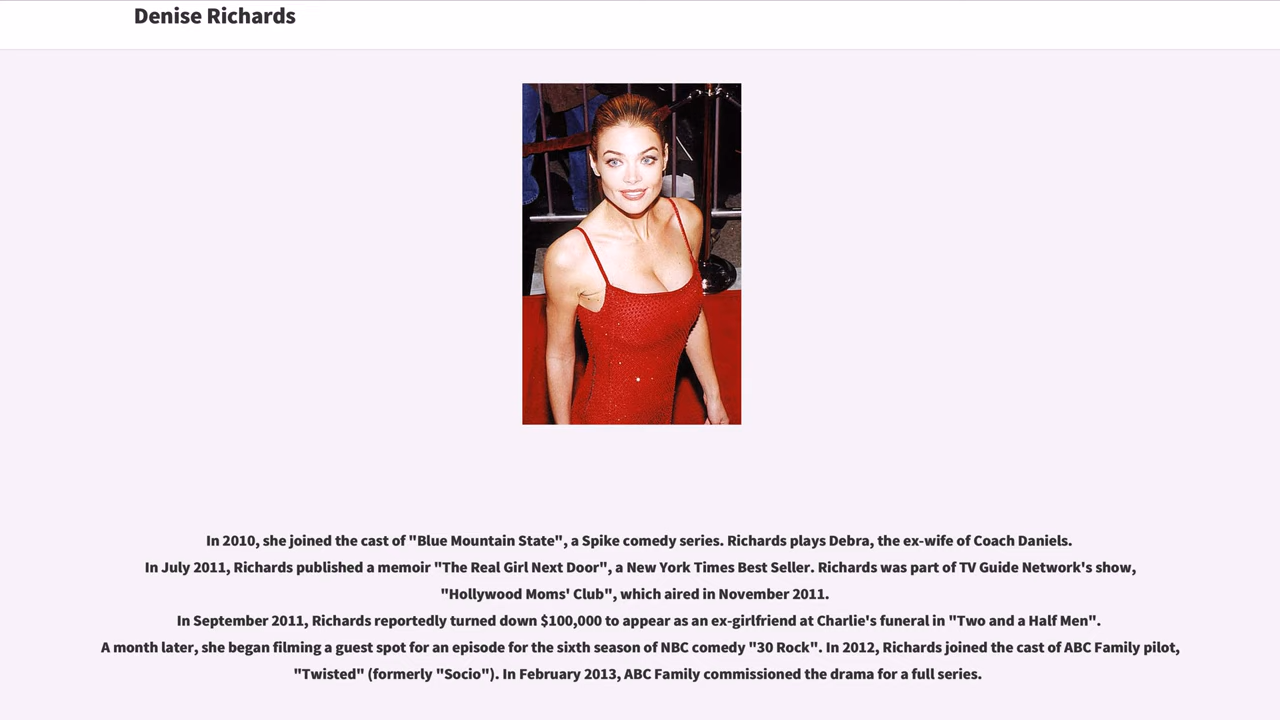 Denise Richards
In 2010, she joined the cast of "Blue Mountain State", a Spike comedy series. Richards plays Debra, the ex-wife of Coach Daniels.
In July 2011, Richards published a memoir "The Real Girl Next Door", a New York Times Best Seller. Richards was part of TV Guide Network's show,
"Hollywood Moms' Club", which aired in November 2011.
In September 2011, Richards reportedly turned down $100,000 to appear as an ex-girlfriend at Charlie's funeral in "Two and a Half Men".
A month later, she began filming a guest spot for an episode for the sixth season of NBC comedy "30 Rock". In 2012, Richards joined the cast of ABC Family pilot,
"Twisted" (formerly "Socio"). In February 2013, ABC Family commissioned the drama for a full series.